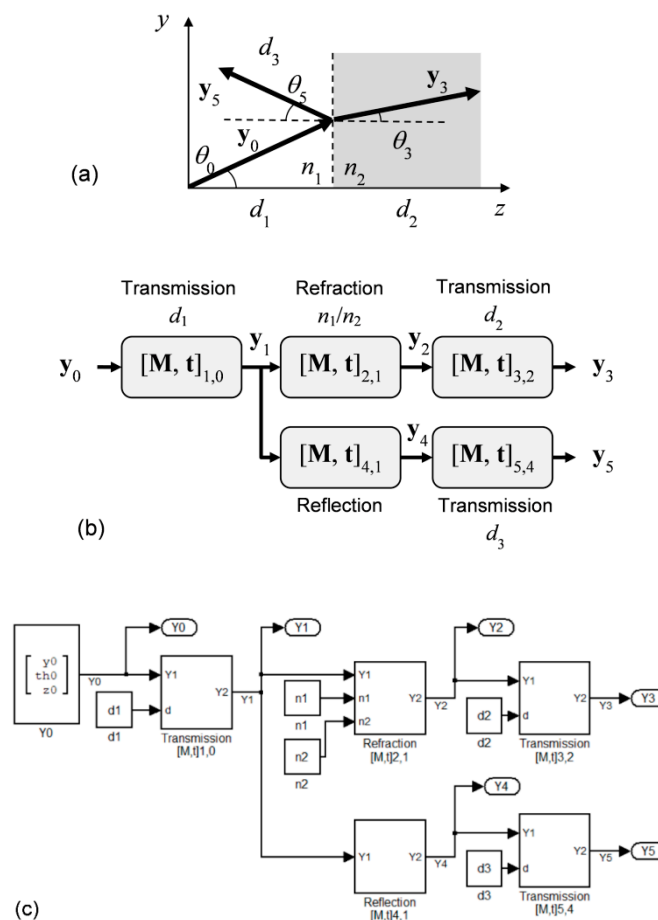 y
d3
y5
θ5
y3
y0
θ3
θ0
n1 n2
(a)
d1
d2
z
Transmission
d1
Refraction
n1/n2
Transmission
d2
y0
[M, t]1,0
y1
[M, t]2,1
y2
[M, t]3,2
y3
[M, t]4,1
y4
[M, t]5,4
y5
Reflection
Transmission
d3
(b)
Y0
Y1
Y2
y0
th0
z0
Y0
Y0
Y1
d
Y2
Y1
d1
d1
Transmission
[M,t]1,0
Y1
n1
n2
Y2
Y2
n1
n1
n2
n2
Refraction
[M,t]2,1
Y1
d
Y2
Y3
Y3
d2
d2
Transmission
[M,t]3,2
Y4
Y1
Y2
Y4
Reflection
[M,t]4,1
Y1
d
Y2
Y5
Y5
d3
d3
Transmission
[M,t]5,4
(c)